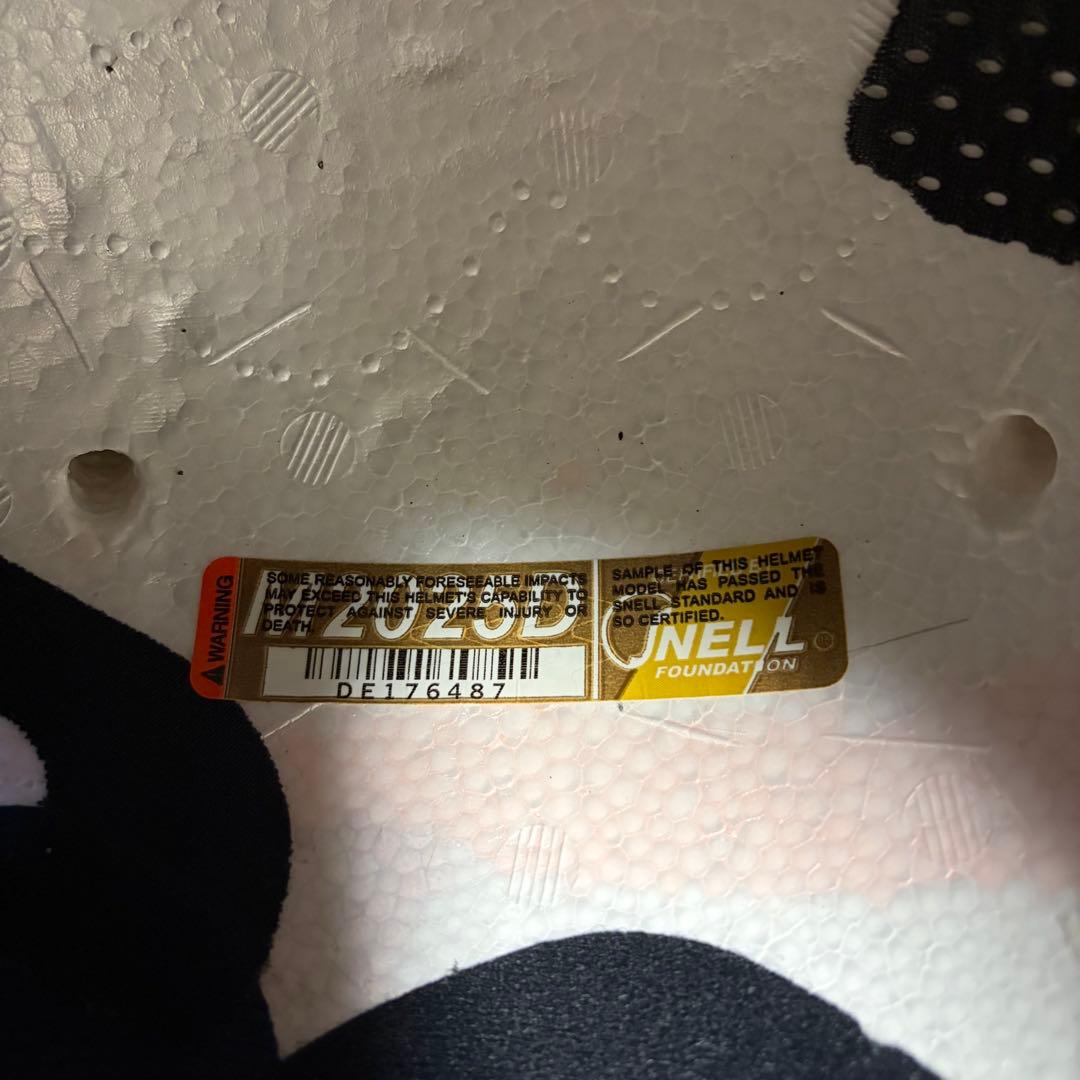 ⚠ WARNING
SOME REASONABLY FORESEEABLE IMPACTS
MAY EXCEED THIS HELMET'S CAPABILITY TO
PROTECT AGAINST SEVERE INJURY OR
DEATH.
M2025D
DE176487
SAMPLE OF THIS HELMET
MODEL HAS PASSED THE
SNELL STANDARD AND IS
SO CERTIFIED.
SNELL
FOUNDATION